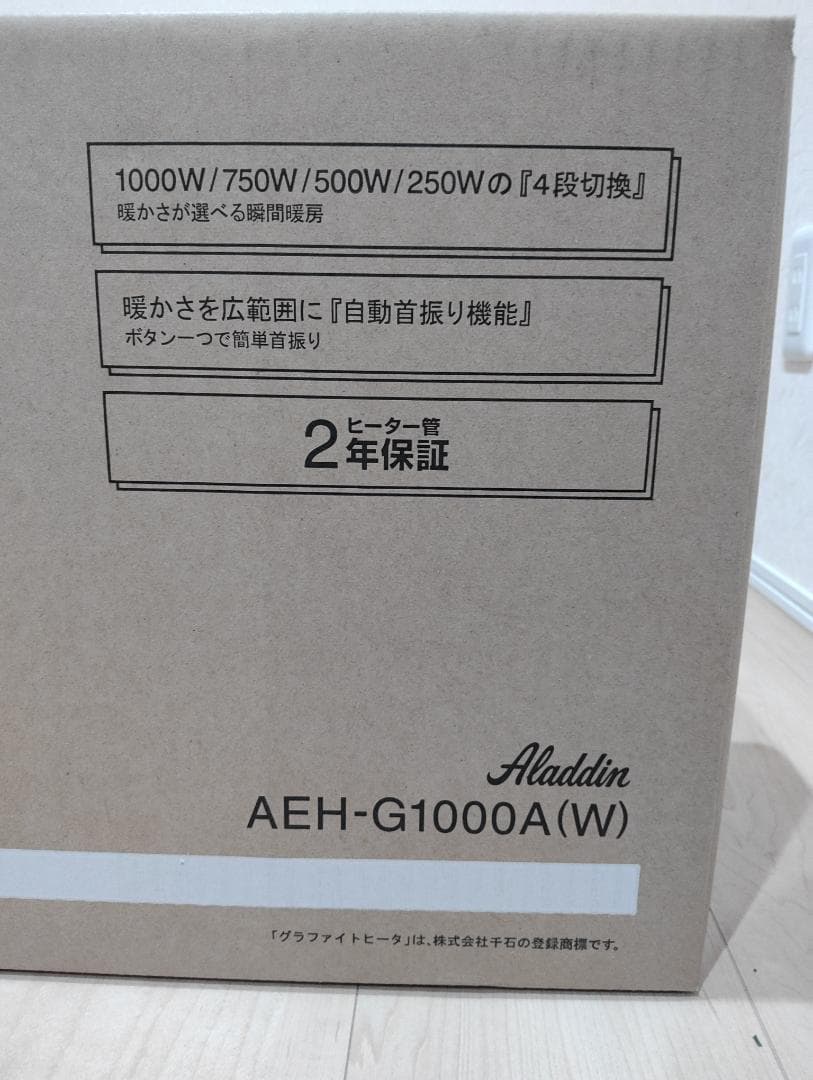 1000W/750W/500W/250Wの『4段切換』
暖かさが選べる瞬間暖房
暖かさを広範囲に『自動首振り機能』
ボタン一つで簡単首振り
2年保証
ヒーター管
Aladdin
AEH-G1000A(W)
「グラファイトヒータ」は、株式会社千石の登録商標です。